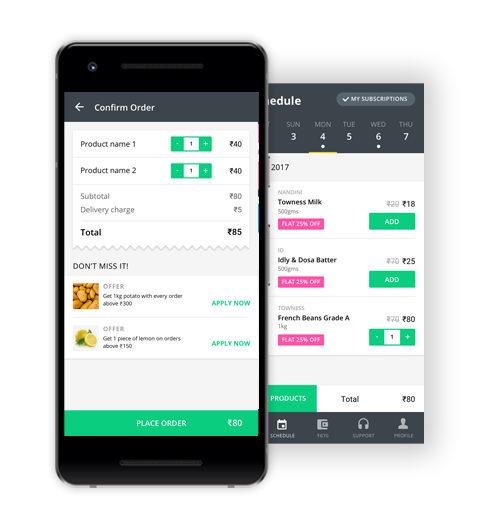 Confirm Order
Product name 1 - 1 + ₹40
Product name 2 - 1 + ₹40
Subtotal ₹80
Delivery charge ₹5
Total ₹85
DON'T MISS IT!
OFFER
Get 1kg potato with every order
above ₹300
APPLY NOW
OFFER
Get 1 piece of lemon on orders
above ₹150
APPLY NOW
PLACE ORDER ₹80
hedule
MY SUBSCRIPTIONS
T SUN MON TUE WED THU
3 4 5 6 7
2017
NANDINI
Towness Milk ₹20 ₹18
500gms
FLAT 25% OFF ADD
ID
Idly & Dosa Batter ₹70 ₹25
500gms
FLAT 25% OFF ADD
TOWNESS
French Beans Grade A ₹70 ₹80
1kg
FLAT 25% OFF - 1 +
PRODUCTS Total ₹80
SCHEDULE ₹476 SUPPORT PROFILE